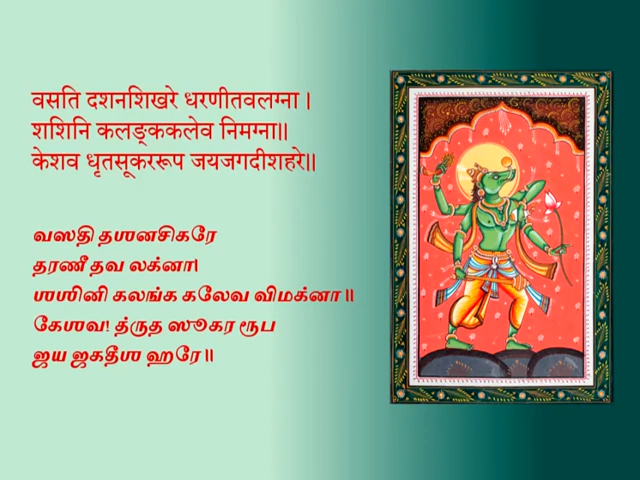 वसति दशनशिखरे धरणीतवलग्ना ।
शशिनि कलङ्ककलेव निमग्ना॥
केशव धृतसूकररूप जयजगदीशहरे॥
வஸதி தஶனசிகரே
தரணீ தவ லக்னா।
ஶஶினி கலங்க கலேவ விமக்னா ॥
கேஶவ! த்ருத ஸூகர ரூப
ஜய ஜகதீஶ ஹரே ॥